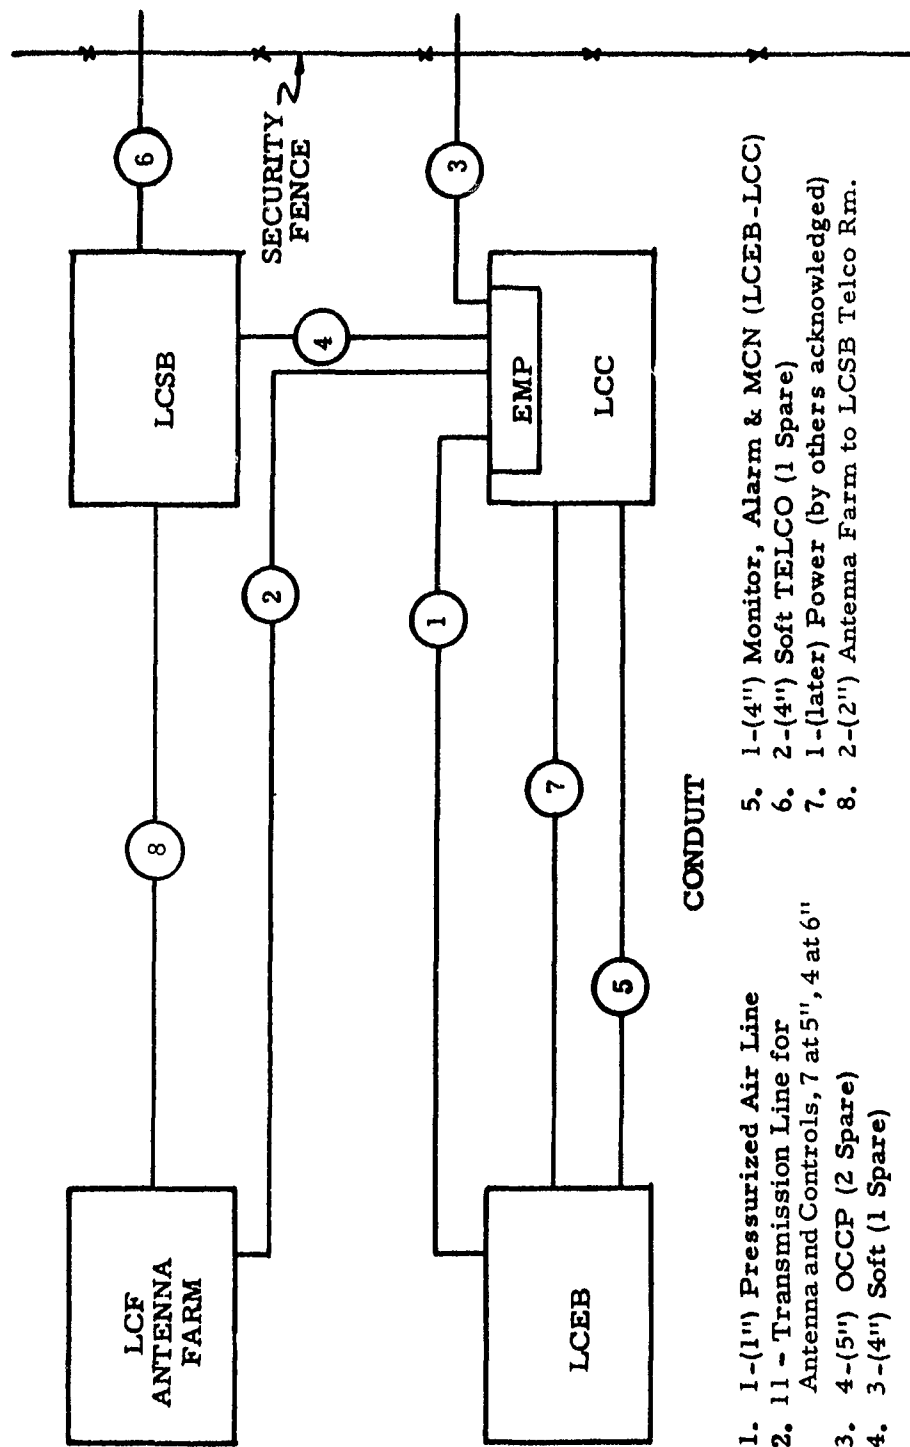 LCF
ANTENNA
FARM
8
LCSB
6
2
4
SECURITY
FENCE
1
EMP
LCC
3
LCEB
7
5
CONDUIT
1. 1-(1") Pressurized Air Line
2. 11 - Transmission Line for
Antenna and Controls, 7 at 5", 4 at 6"
3. 4-(5") OCCP (2 Spare)
4. 3-(4") Soft (1 Spare)
5. 1-(4") Monitor, Alarm & MCN (LCEB-LCC)
6. 2-(4") Soft TELCO (1 Spare)
7. 1-(later) Power (by others acknowledged)
8. 2-(2") Antenna Farm to LCSB Telco Rm.